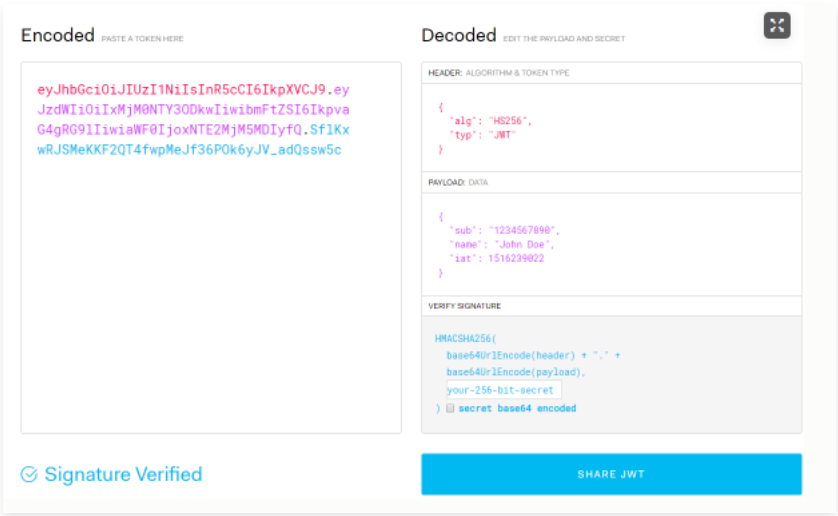 Encoded PASTE A TOKEN HERE
eyJhbGciOiJIUzI1NiIsInR5cCI6IkpXVCJ9.ey
JzdWIiOiIxMjM0NTY3ODkwIiwibmFtZSI6Ikpva
G4gRG9lIiwiaWF0IjoxNTE2MjM5MDIyfQ.SflKx
wRJSMeKKF2QT4fwpMeJf36POk6yJV_adQssw5c
Signature Verified
Decoded EDIT THE PAYLOAD AND SECRET
HEADER: ALGORITHM & TOKEN TYPE
{
"alg": "HS256",
"typ": "JWT"
}
PAYLOAD: DATA
{
"sub": "1234567890",
"name": "John Doe",
"iat": 1516239022
}
VERIFY SIGNATURE
HMACSHA256(
base64UrlEncode(header) + "." +
base64UrlEncode(payload),
your-256-bit-secret
) secret base64 encoded
SHARE JWT